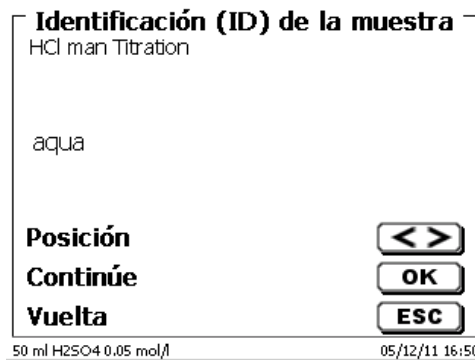 Identificación (ID) de la muestra
HCl man Titration
aqua
Posición < >
Continúe OK
Vuelta ESC
50 ml H2SO4 0.05 mol/l 05/12/11 16:50